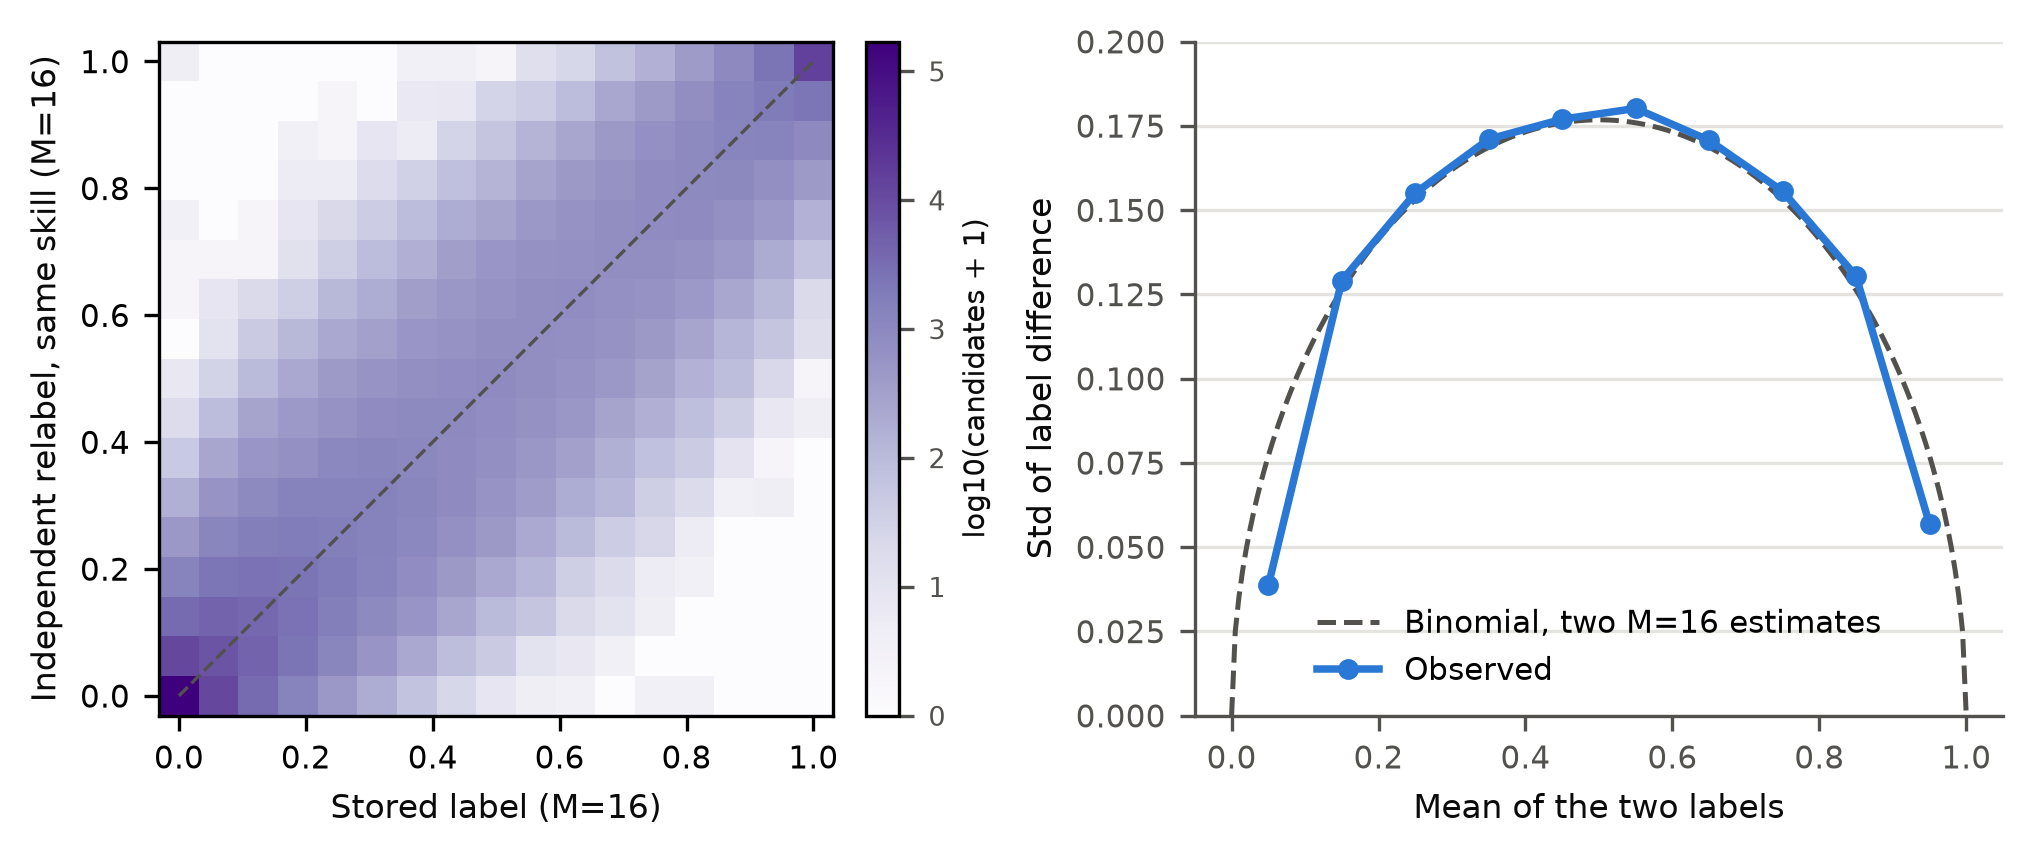 1.0
0.8
0.6
0.4
0.2
0.0
Independent relabel, same skill (M=16)
0.0 0.2 0.4 0.6 0.8 1.0
Stored label (M=16)
5
4
3
2
1
0
log10(candidates + 1)
0.200
0.175
0.150
0.125
0.100
0.075
0.050
0.025
0.000
Std of label difference
Binomial, two M=16 estimates
Observed
0.0 0.2 0.4 0.6 0.8 1.0
Mean of the two labels